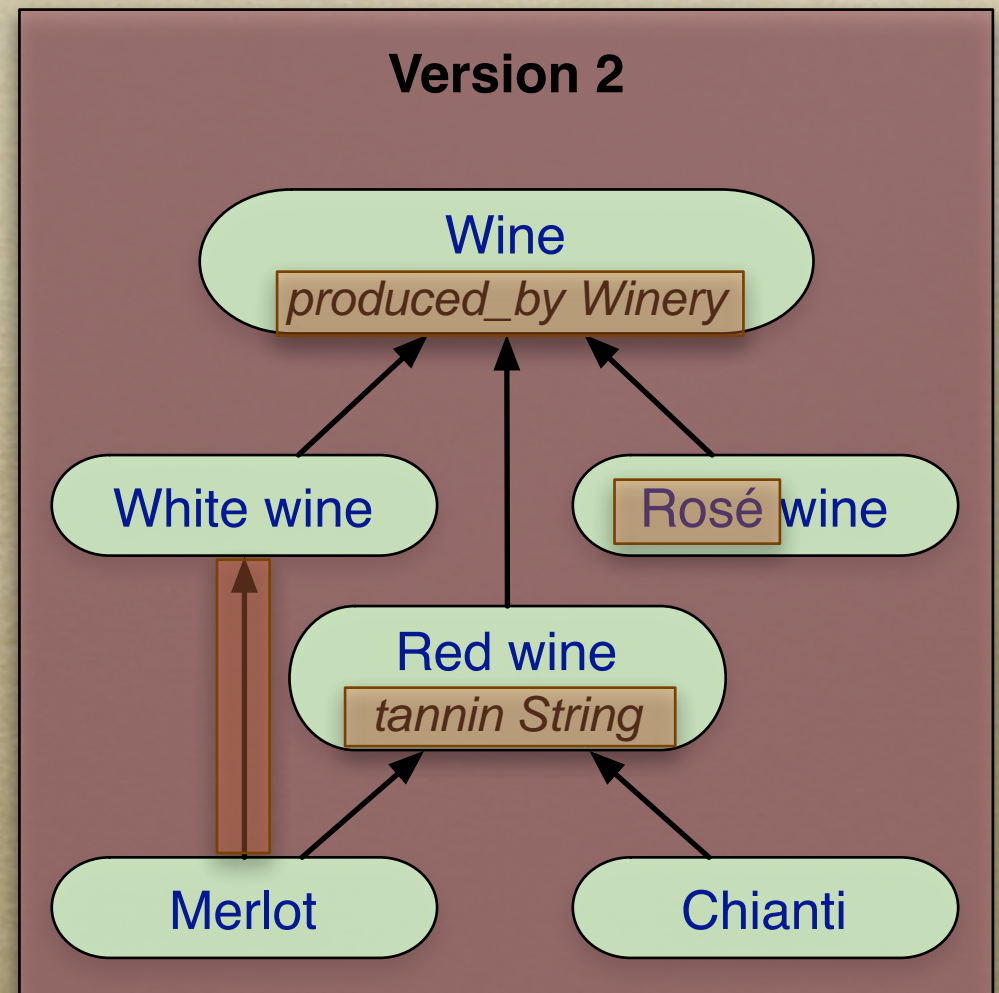 Version 2
Wine
produced_by Winery
White wine
Rosé wine
Red wine
tannin String
Merlot
Chianti